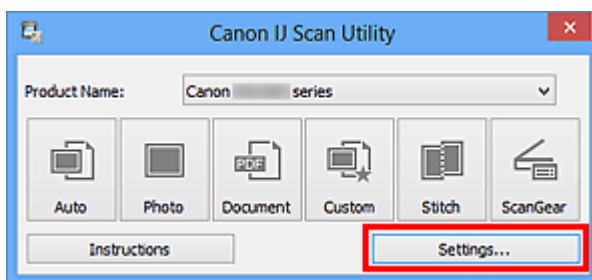 Canon IJ Scan Utility
Product Name: Canon series
PDF
Auto Photo Document Custom Stitch ScanGear
Instructions Settings...